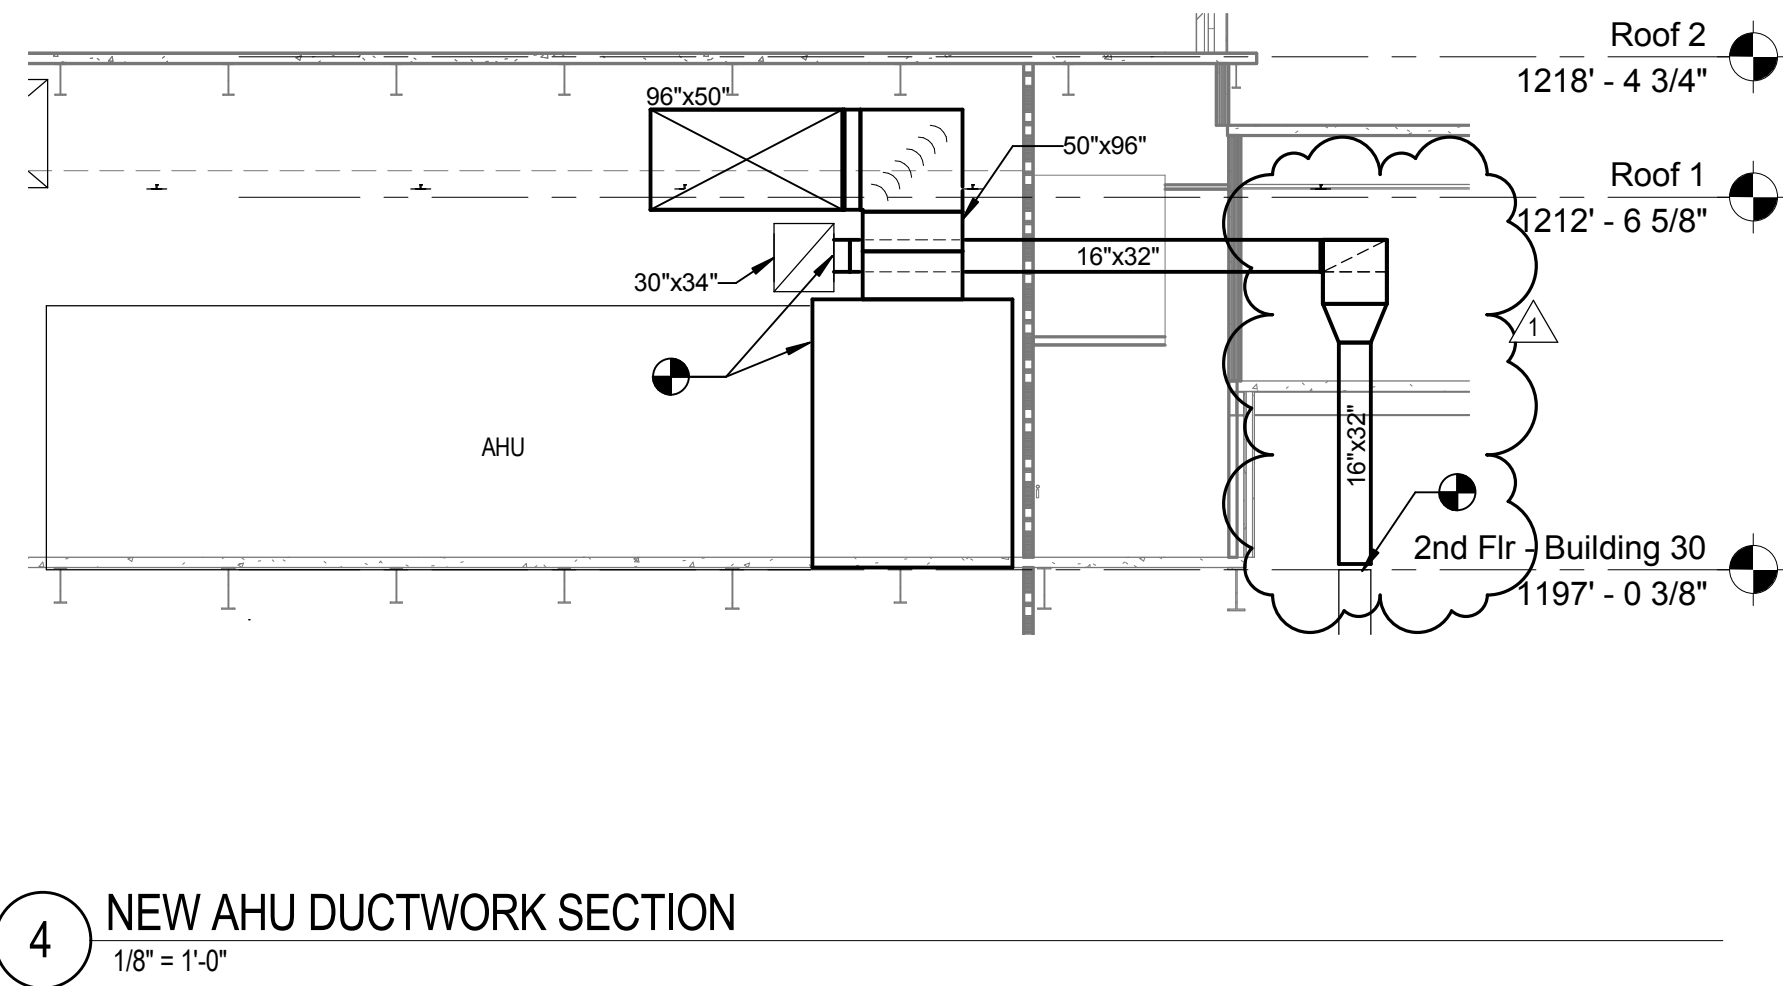 Roof 2
1218' - 4 3/4"
96"x50"
50"x96"
Roof 1
1212' - 6 5/8"
16"x32"
30"x34"
1
AHU
16"x32"
2nd Flr - Building 30
1197' - 0 3/8"
4
NEW AHU DUCTWORK SECTION
1/8" = 1'-0"